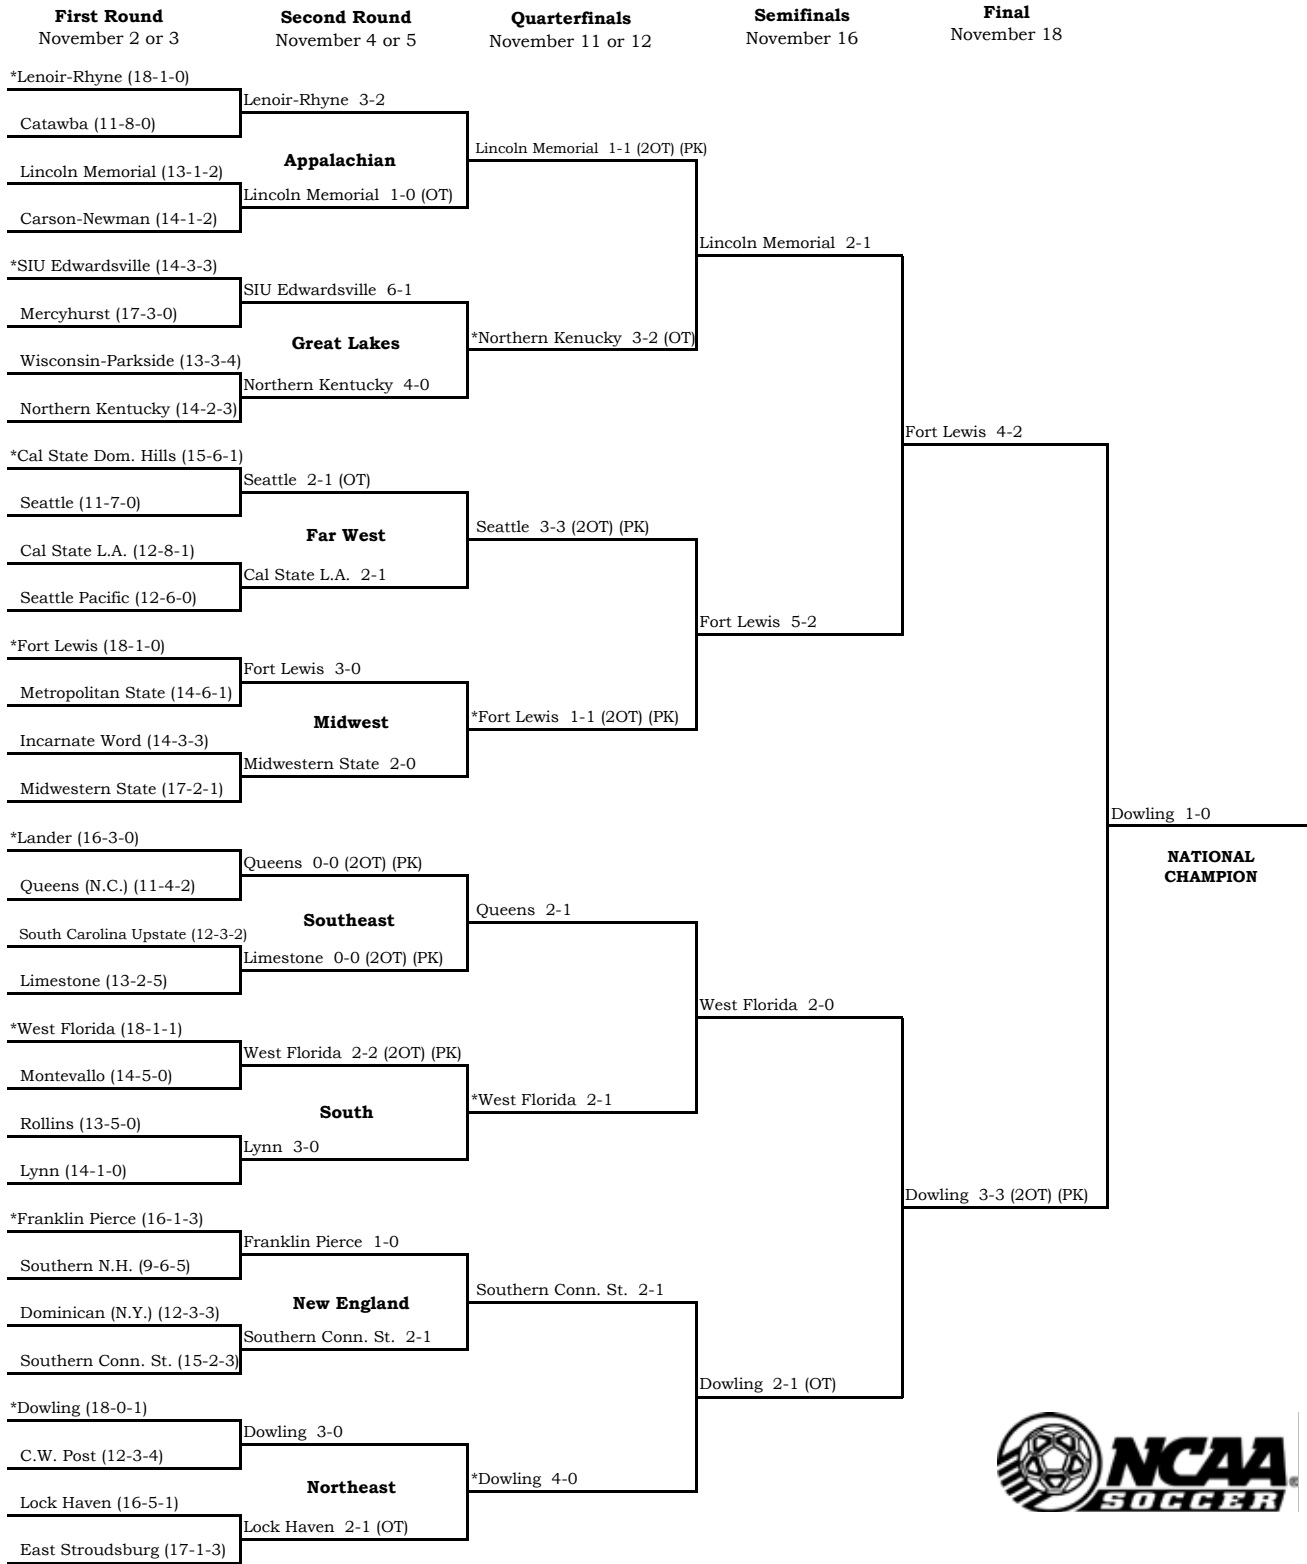 First Round
November 2 or 3
Second Round
November 4 or 5
Quarterfinals
November 11 or 12
Semifinals
November 16
Final
November 18
*Lenoir-Rhyne (18-1-0)
Lenoir-Rhyne 3-2
Catawba (11-8-0)
Lincoln Memorial 1-1 (2OT) (PK)
Appalachian
Lincoln Memorial (13-1-2)
Lincoln Memorial 1-0 (OT)
Carson-Newman (14-1-2)
Lincoln Memorial 2-1
*SIU Edwardsville (14-3-3)
SIU Edwardsville 6-1
Mercyhurst (17-3-0)
*Northern Kenucky 3-2 (OT)
Great Lakes
Wisconsin-Parkside (13-3-4)
Northern Kentucky 4-0
Northern Kentucky (14-2-3)
Fort Lewis 4-2
*Cal State Dom. Hills (15-6-1)
Seattle 2-1 (OT)
Seattle (11-7-0)
Seattle 3-3 (2OT) (PK)
Far West
Cal State L.A. (12-8-1)
Cal State L.A. 2-1
Seattle Pacific (12-6-0)
Fort Lewis 5-2
*Fort Lewis (18-1-0)
Fort Lewis 3-0
Metropolitan State (14-6-1)
*Fort Lewis 1-1 (2OT) (PK)
Midwest
Incarnate Word (14-3-3)
Midwestern State 2-0
Midwestern State (17-2-1)
Dowling 1-0
NATIONAL
CHAMPION
*Lander (16-3-0)
Queens 0-0 (2OT) (PK)
Queens (N.C.) (11-4-2)
Queens 2-1
Southeast
South Carolina Upstate (12-3-2)
Limestone 0-0 (2OT) (PK)
Limestone (13-2-5)
West Florida 2-0
*West Florida (18-1-1)
West Florida 2-2 (2OT) (PK)
Montevallo (14-5-0)
*West Florida 2-1
South
Rollins (13-5-0)
Lynn 3-0
Lynn (14-1-0)
Dowling 3-3 (2OT) (PK)
*Franklin Pierce (16-1-3)
Franklin Pierce 1-0
Southern N.H. (9-6-5)
Southern Conn. St. 2-1
New England
Dominican (N.Y.) (12-3-3)
Southern Conn. St. 2-1
Southern Conn. St. (15-2-3)
Dowling 2-1 (OT)
*Dowling (18-0-1)
Dowling 3-0
C.W. Post (12-3-4)
*Dowling 4-0
Northeast
Lock Haven (16-5-1)
Lock Haven 2-1 (OT)
East Stroudsburg (17-1-3)
NCAA
SOCCER